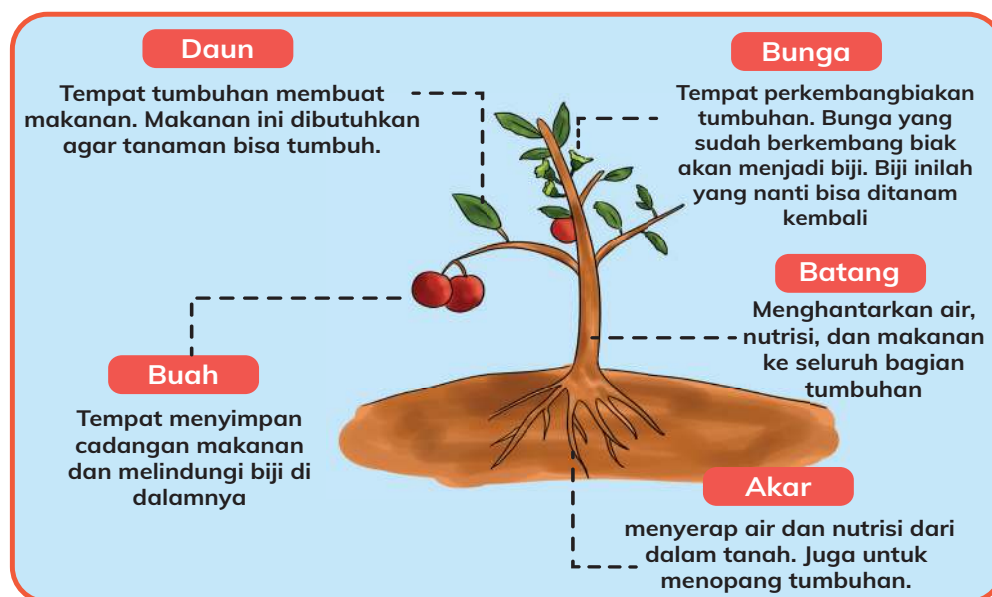 Daun
Tempat tumbuhan membuat
makanan. Makanan ini dibutuhkan
agar tanaman bisa tumbuh.
Bunga
Tempat perkembangbiakan
tumbuhan. Bunga yang
sudah berkembang biak
akan menjadi biji. Biji inilah
yang nanti bisa ditanam
kembali
Batang
Menghantarkan air,
nutrisi, dan makanan
ke seluruh bagian
tumbuhan
Buah
Tempat menyimpan
cadangan makanan
dan melindungi biji di
dalamnya
Akar
menyerap air dan nutrisi dari
dalam tanah. Juga untuk
menopang tumbuhan.